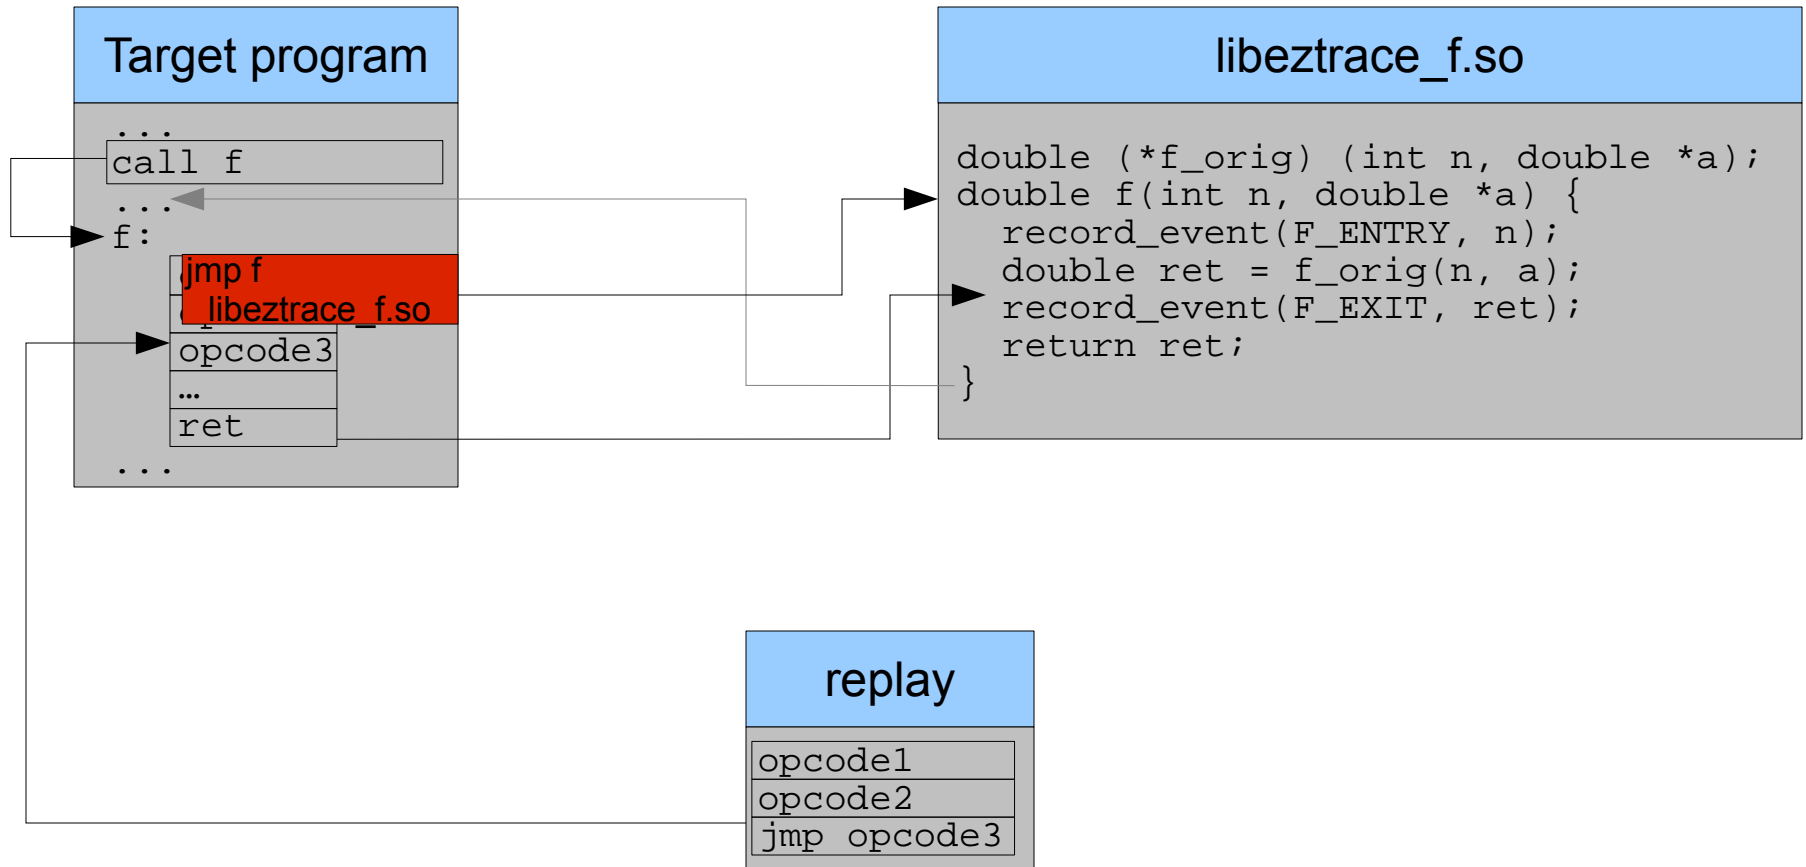 Target program
...
call f
...
f:
jmp f
libeztrace_f.so
opcode3
...
ret
...
libeztrace_f.so
double (*f_orig) (int n, double *a);
double f(int n, double *a) {
record_event(F_ENTRY, n);
double ret = f_orig(n, a);
record_event(F_EXIT, ret);
return ret;
}
replay
opcode1
opcode2
jmp opcode3